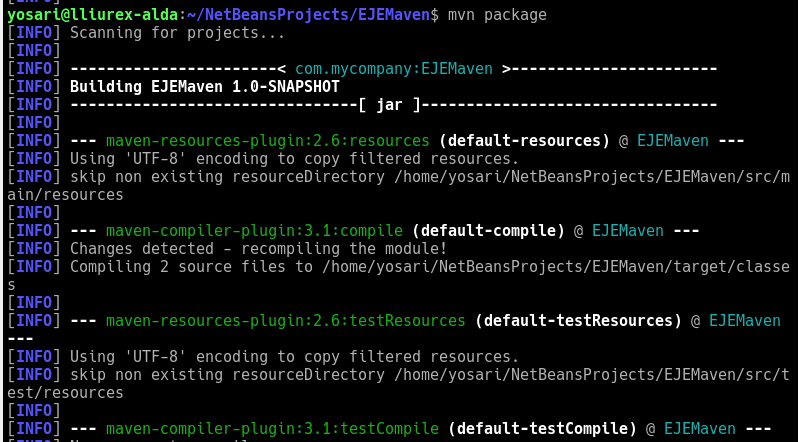 yosari@lliurex-alda:~/NetBeansProjects/EJEMaven$ mvn package
[INFO] Scanning for projects...
[INFO]
[INFO] -----------------------< com.mycompany:EJEMaven >-----------------------
[INFO] Building EJEMaven 1.0-SNAPSHOT
[INFO] --------------------------------[ jar ]---------------------------------
[INFO]
[INFO] --- maven-resources-plugin:2.6:resources (default-resources) @ EJEMaven ---
[INFO] Using 'UTF-8' encoding to copy filtered resources.
[INFO] skip non existing resourceDirectory /home/yosari/NetBeansProjects/EJEMaven/src/m
ain/resources
[INFO]
[INFO] --- maven-compiler-plugin:3.1:compile (default-compile) @ EJEMaven ---
[INFO] Changes detected - recompiling the module!
[INFO] Compiling 2 source files to /home/yosari/NetBeansProjects/EJEMaven/target/classe
s
[INFO]
[INFO] --- maven-resources-plugin:2.6:testResources (default-testResources) @ EJEMaven
---
[INFO] Using 'UTF-8' encoding to copy filtered resources.
[INFO] skip non existing resourceDirectory /home/yosari/NetBeansProjects/EJEMaven/src/t
est/resources
[INFO]
[INFO] --- maven-compiler-plugin:3.1:testCompile (default-testCompile) @ EJEMaven ---